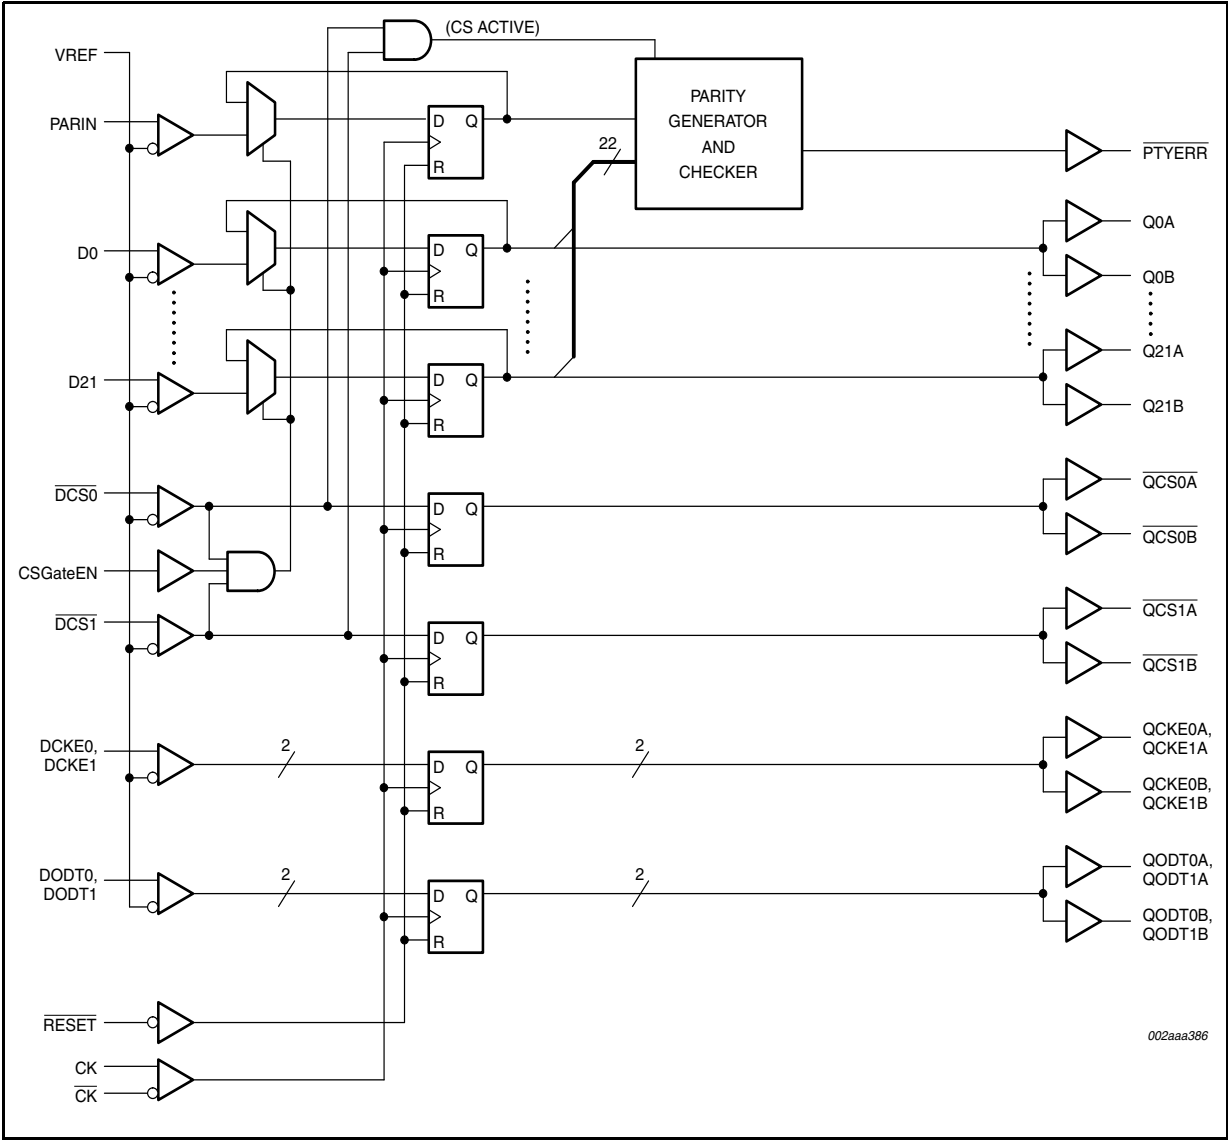 (CS ACTIVE)
VREF
PARITY
GENERATOR
AND
CHECKER
PARIN
D Q
R
22
PTYERR
D0
D Q
R
Q0A
Q0B
D21
D Q
R
Q21A
Q21B
DCS0
D Q
R
QCS0A
QCS0B
CSGateEN
DCS1
D Q
R
QCS1A
QCS1B
DCKE0,
DCKE1
2
D Q
R
2
QCKE0A,
QCKE1A
QCKE0B,
QCKE1B
DODT0,
DODT1
2
D Q
R
2
QODT0A,
QODT1A
QODT0B,
QODT1B
RESET
CK
CK
002aaa386